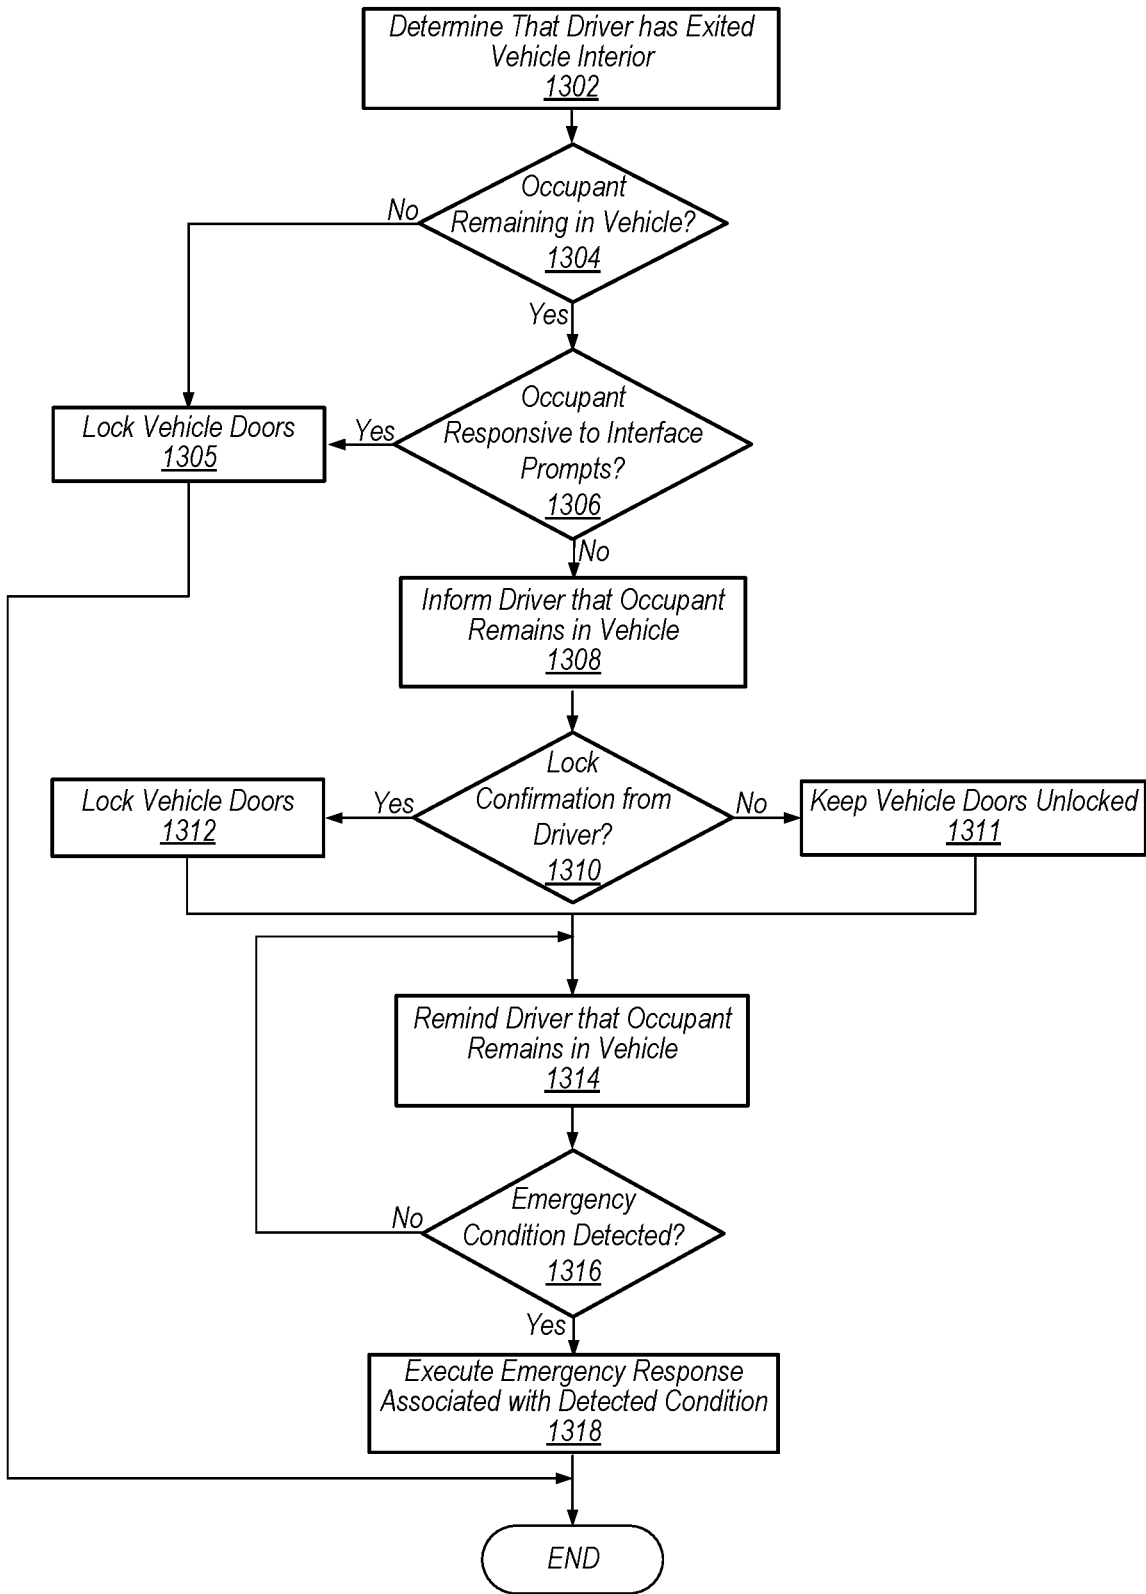 Determine That Driver has Exited
Vehicle Interior
1302
Occupant
Remaining in Vehicle?
1304
No
Yes
Occupant
Responsive to Interface
Prompts?
1306
Yes
Lock Vehicle Doors
1305
No
Inform Driver that Occupant
Remains in Vehicle
1308
Lock
Confirmation from
Driver?
1310
Yes
Lock Vehicle Doors
1312
No
Keep Vehicle Doors Unlocked
1311
Remind Driver that Occupant
Remains in Vehicle
1314
Emergency
Condition Detected?
1316
No
Yes
Execute Emergency Response
Associated with Detected Condition
1318
END